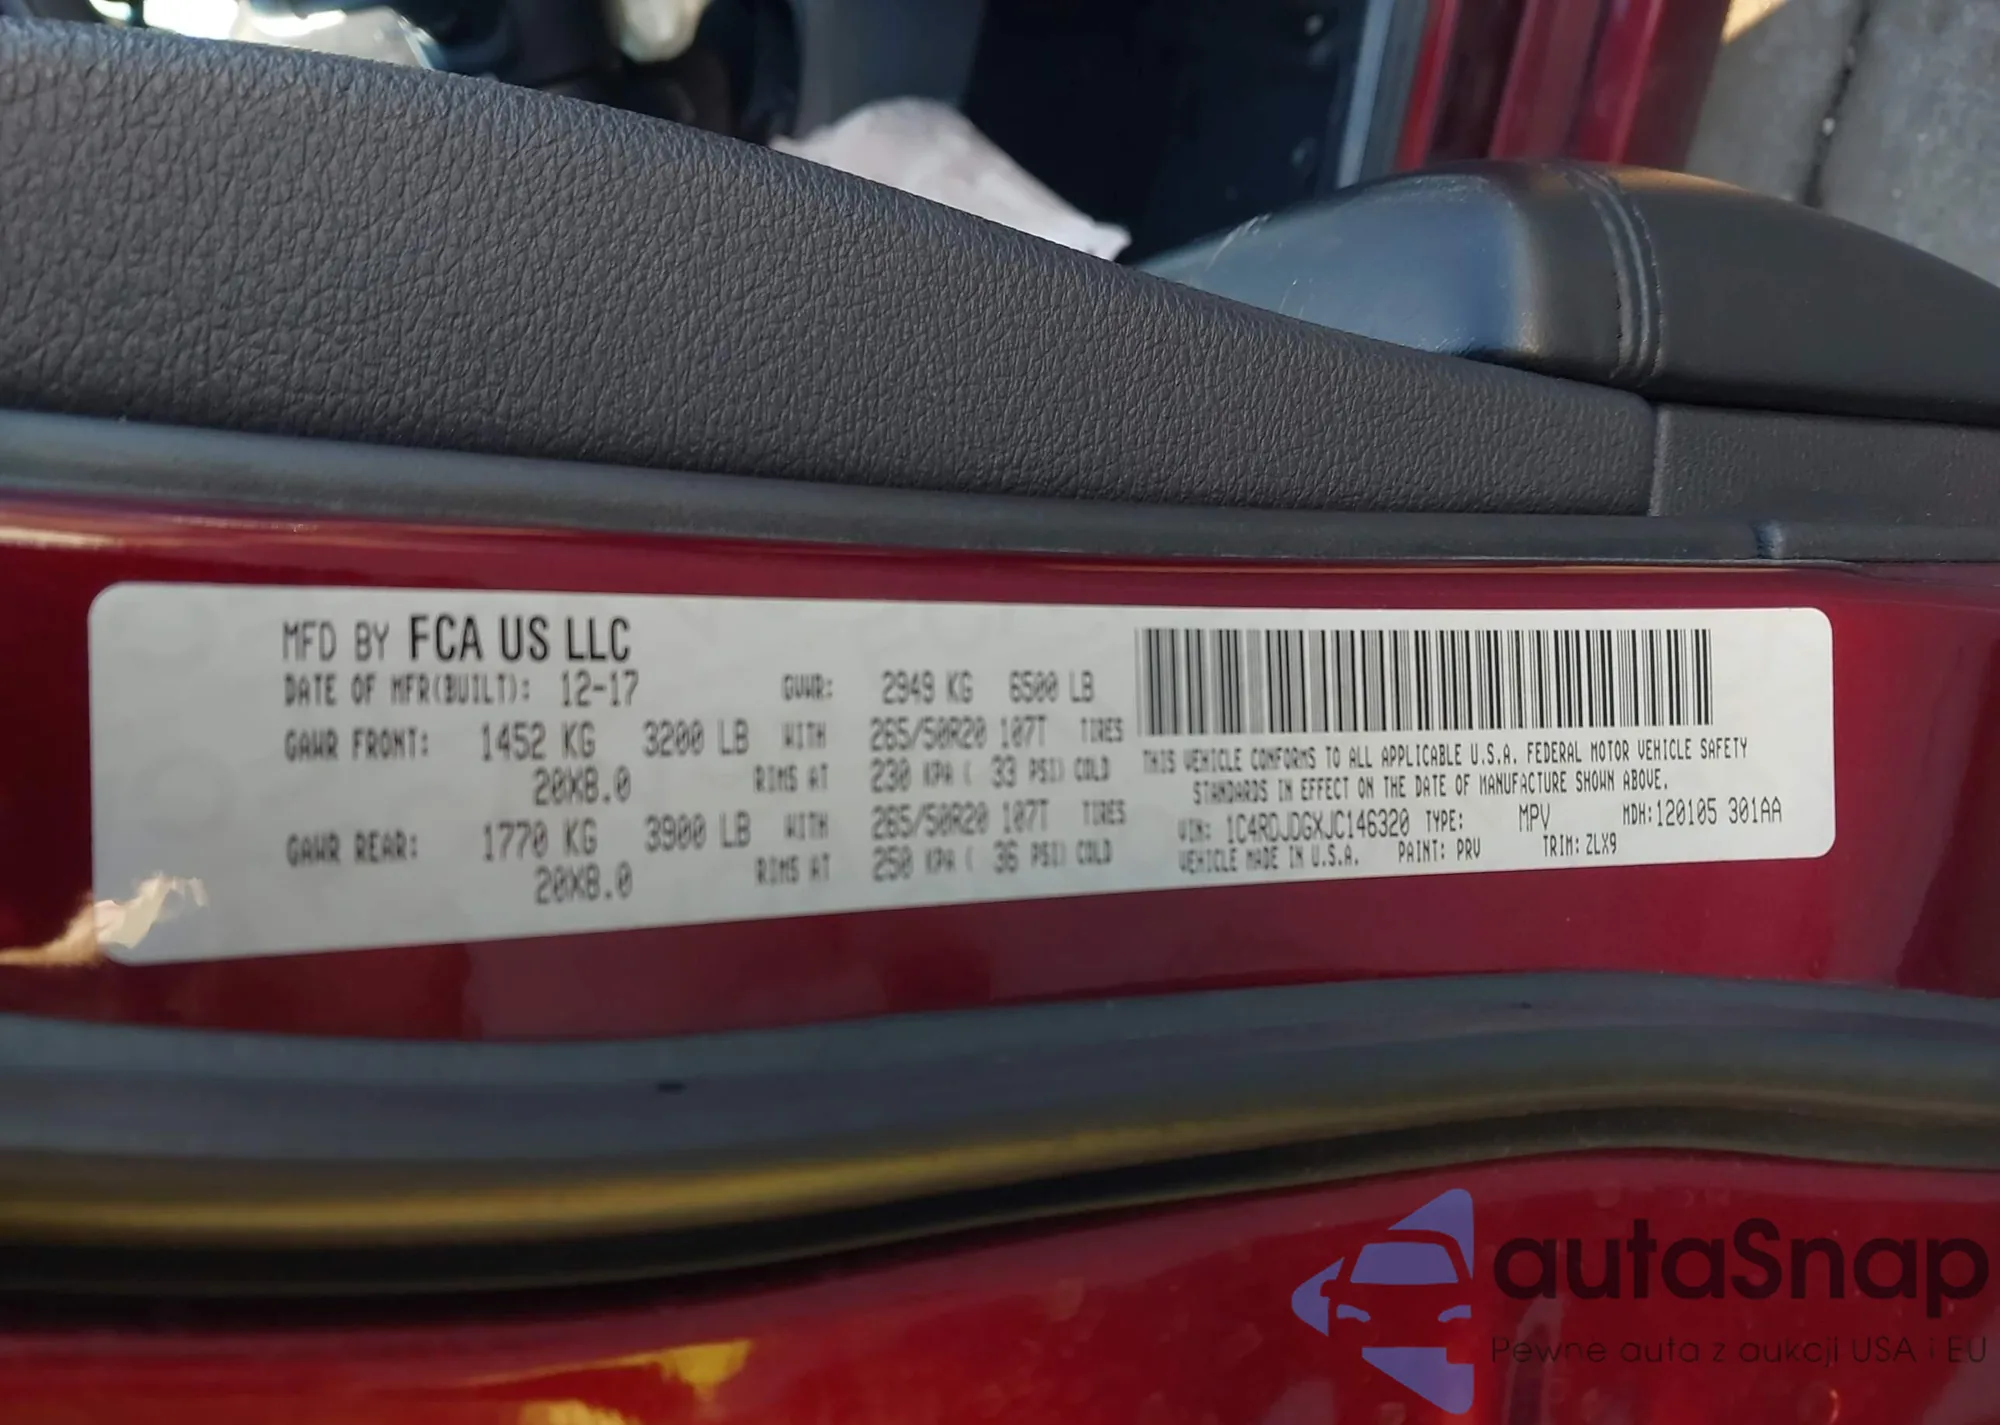 MFD BY FCA US LLC
DATE OF MFR(BUILT): 12-17 GVWR: 2949 KG 6500 LB
GAWR FRONT: 1452 KG 3200 LB WITH 265/50R20 107T TIRES
20X8.0 RIMS AT 230 KPA ( 33 PSI) COLD
GAWR REAR: 1770 KG 3900 LB WITH 265/50R20 107T TIRES
20X8.0 RIMS AT 250 KPA ( 36 PSI) COLD
THIS VEHICLE CONFORMS TO ALL APPLICABLE U.S.A. FEDERAL MOTOR VEHICLE SAFETY
STANDARDS IN EFFECT ON THE DATE OF MANUFACTURE SHOWN ABOVE.
VIN: 1C4RDJDGXJC146320 TYPE: MPV MDH: 120105 301AA
VEHICLE MADE IN U.S.A. PAINT: PRV TRIM: ZLX9
autaSnap
Pewne auta z aukcji USA i EU